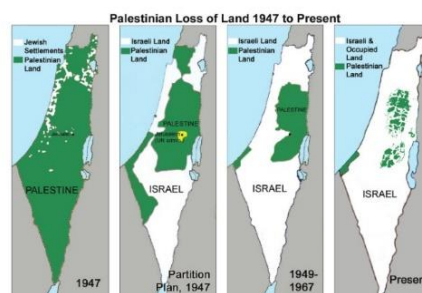 Palestinian Loss of Land 1947 to Present
Jewish
Settlements
Palestinian
Land
PALESTINE
1947
Israeli Land
Palestinian
Land
PALESTINE
ISRAEL
Partition
Plan, 1947
Israeli Land
Palestinian
Land
PALESTINE
ISRAEL
1949-
1967
Israeli &
Occupied
Land
Palestinian
Land
ISRAEL
Present